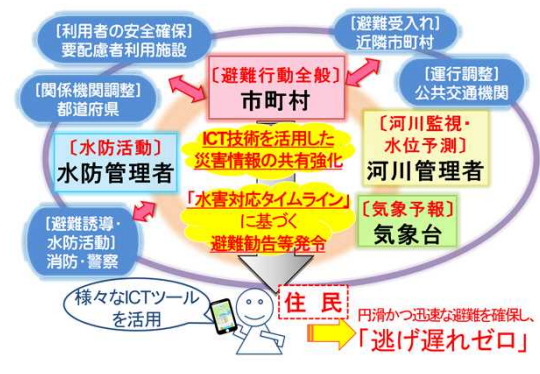 [利用者の安全確保]
要配慮者利用施設
[避難受入れ]
近隣市町村
[関係機関調整]
都道府県
〔避難行動全般〕
市町村
[運行調整]
公共交通機関
〔水防活動〕
水防管理者
ICT技術を活用した
災害情報の共有強化
〔河川監視・
水位予測〕
河川管理者
「水害対応タイムライン」
に基づく
避難勧告等発令
〔気象予報〕
気象台
[避難誘導・
水防活動]
消防・警察
様々なICTツール
を活用
住民
円滑かつ迅速な避難を確保し、
「逃げ遅れゼロ」